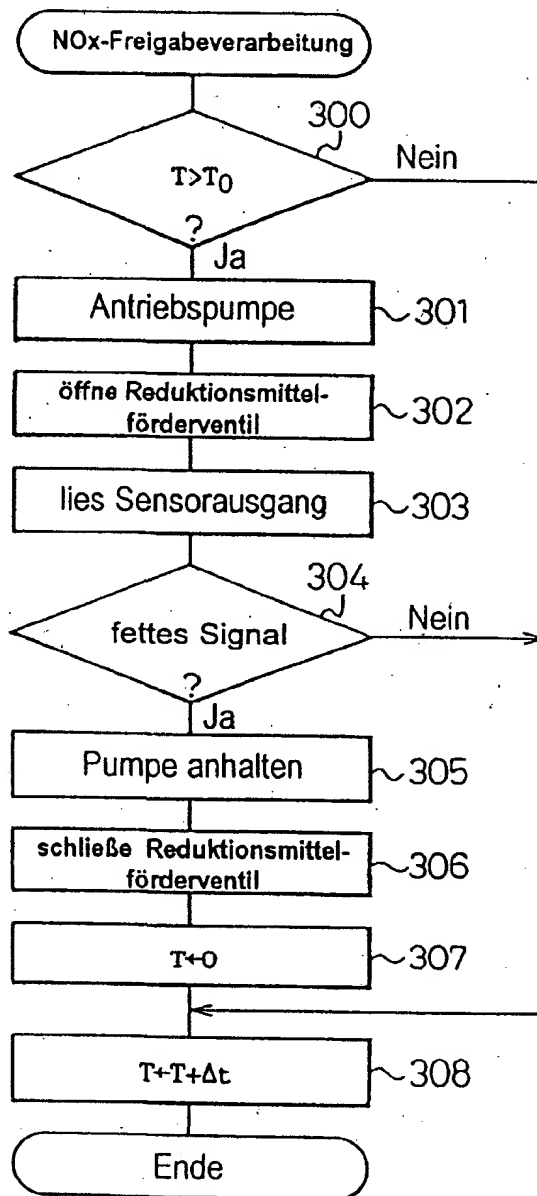 NOx-Freigabeverarbeitung
300
T>T0
?
Nein
Ja
Antriebspumpe
301
öffne Reduktionsmittel-
förderventil
302
lies Sensorausgang
303
304
fettes Signal
?
Nein
Ja
Pumpe anhalten
305
schließe Reduktionsmittel-
förderventil
306
T←0
307
T←T+Δt
308
Ende